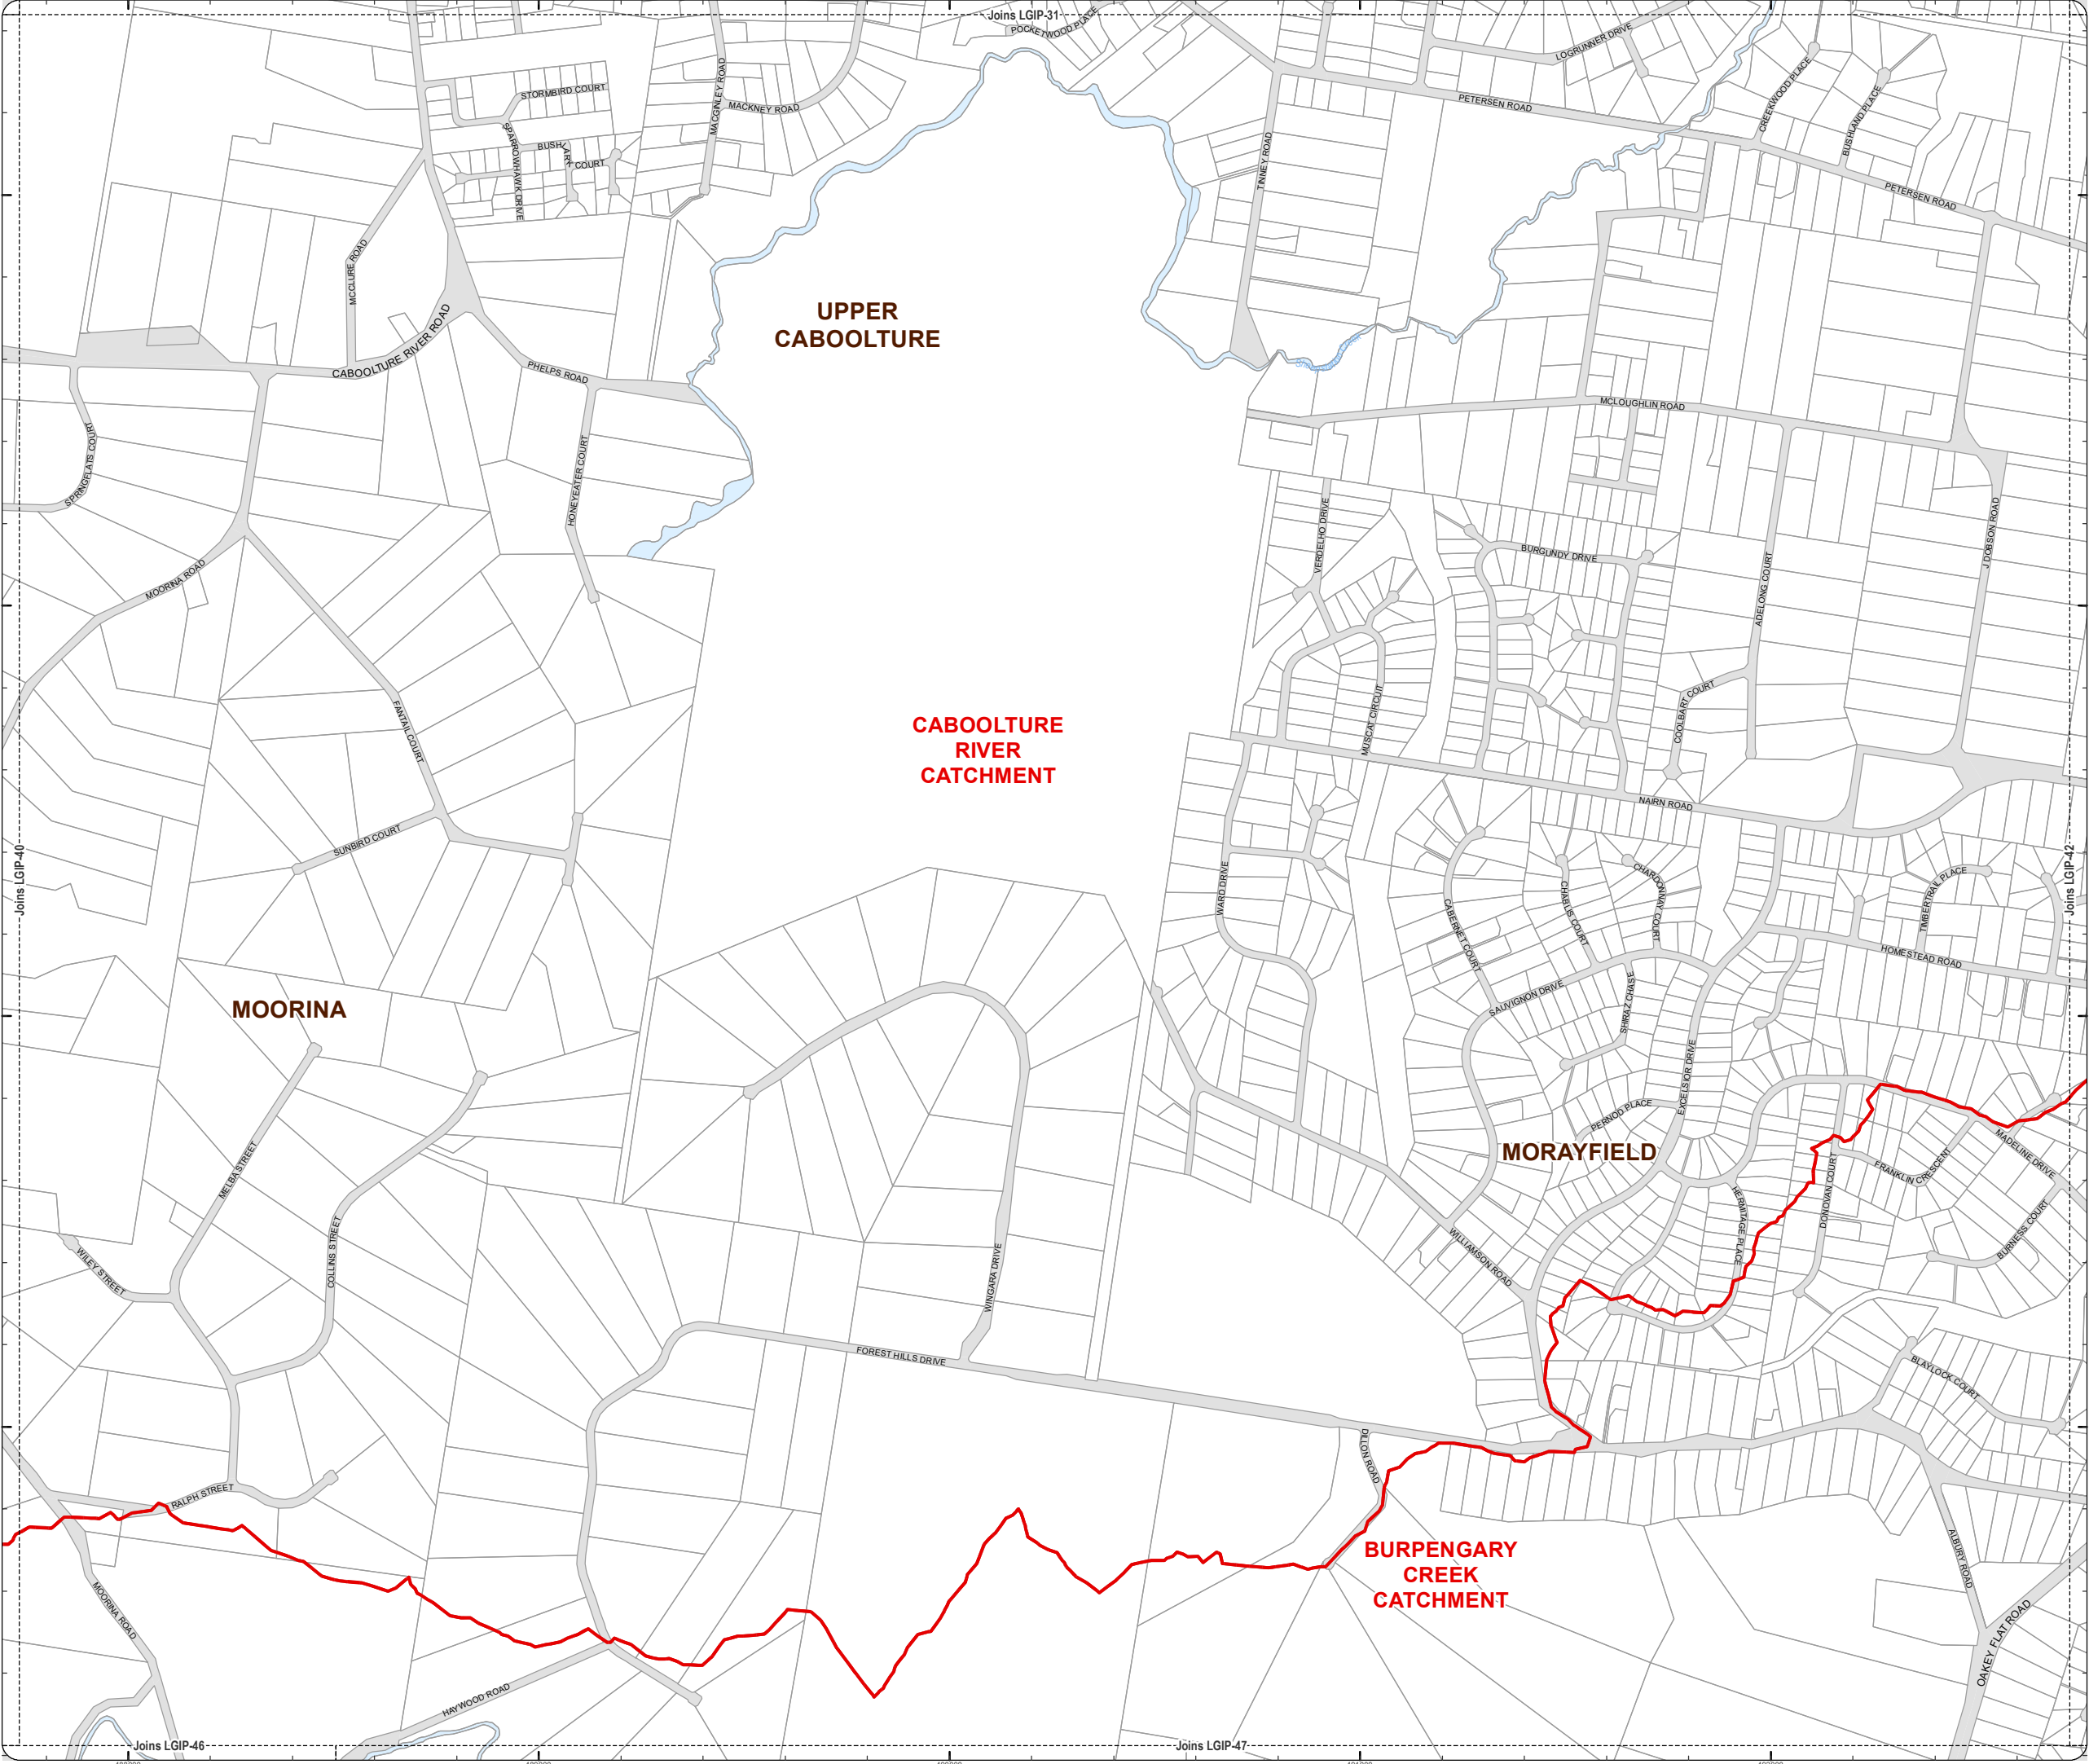 Joins LGIP-31
POCKETWOOD PLACE
LOGRUNNER DRIVE
STORMBIRD COURT
MACGINLEY ROAD
MACKNEY ROAD
PETERSEN ROAD
CREEKWOOD PLACE
BUSHLAND PLACE
SPARROWHAWK DRIVE
BUSHLARK COURT
TINNEY ROAD
PETERSEN ROAD
MCCLURE ROAD
UPPER
CABOOLTURE
CABOOLTURE RIVER ROAD
PHELPS ROAD
MCLOUGHLIN ROAD
SPRINGFLATS COURT
HONEYEATER COURT
VERDELHO DRIVE
BURGUNDY DRIVE
ADELONG COURT
J DOBSON ROAD
MOORINA ROAD
FANTAIL COURT
MUSCAT CIRCUIT
COOLBART COURT
CABOOLTURE
RIVER
CATCHMENT
NAIRN ROAD
SUNBIRD COURT
Joins LGIP-40
Joins LGIP-42
WARD DRIVE
CABERNET COURT
CHABLIS COURT
CHARDONNAY COURT
TIMBERTRAIL PLACE
HOMESTEAD ROAD
SAUVIGNON DRIVE
SHIRAZ CHASE
MOORINA
EXCELSIOR DRIVE
PERNOD PLACE
MORAYFIELD
MELBA STREET
COLLINS STREET
WILEY STREET
WINGARA DRIVE
WILLIAMSON ROAD
HERMITAGE PLACE
DONOVAN COURT
FRANKLIN CRESCENT
MADELINE DRIVE
BURNESS COURT
FOREST HILLS DRIVE
BLAYLOCK COURT
DILLON ROAD
RALPH STREET
BURPENGARY
CREEK
CATCHMENT
ALBURY ROAD
MOORINA ROAD
OAKEY FLAT ROAD
HAYWOOD ROAD
Joins LGIP-46
Joins LGIP-47